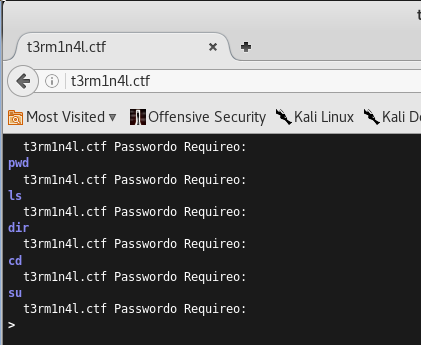 t3rm1n4l.ctf
t3rm1n4l.ctf
Most Visited Offensive Security Kali Linux Kali D
t3rm1n4l.ctf Passwordo Requireo:
pwd
t3rm1n4l.ctf Passwordo Requireo:
ls
t3rm1n4l.ctf Passwordo Requireo:
dir
t3rm1n4l.ctf Passwordo Requireo:
cd
t3rm1n4l.ctf Passwordo Requireo:
su
t3rm1n4l.ctf Passwordo Requireo:
>